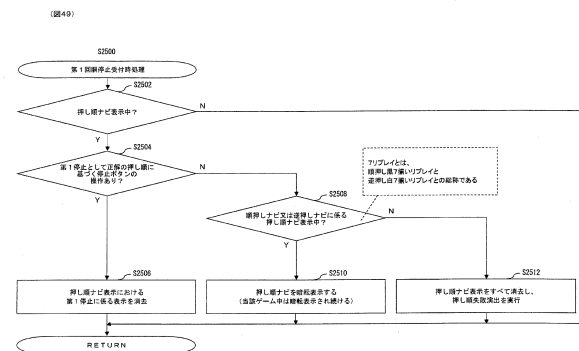 (図49)
S2500
第1回胴停止受付時処理
S2502
押し順ナビ表示中?
N
Y
S2504
第1停止として正解の押し順に
基づく停止ボタンの
操作あり?
N
Y
7リプレイとは、
順押し黒7揃いリプレイと
逆押し白7揃いリプレイとの総称である
S2508
順押しナビ又は逆押しナビに係る
押し順ナビ表示中?
N
Y
S2506
押し順ナビ表示における
第1停止に係る表示を消去
S2510
押し順ナビを暗転表示する
(当該ゲーム中は暗転表示され続ける)
S2512
押し順ナビ表示をすべて消去し、
押し順失敗演出を実行
RETURN